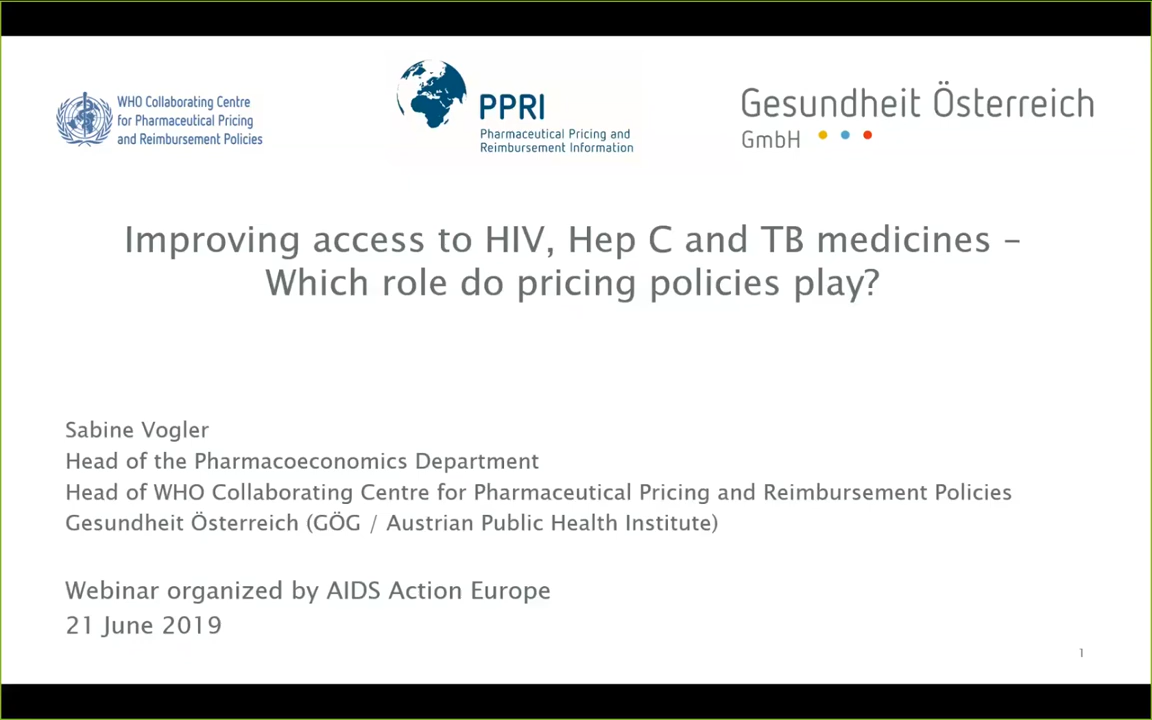 WHO Collaborating Centre
for Pharmaceutical Pricing
and Reimbursement Policies
PPRI
Pharmaceutical Pricing and
Reimbursement Information
Gesundheit Österreich
GmbH
Improving access to HIV, Hep C and TB medicines –
Which role do pricing policies play?
Sabine Vogler
Head of the Pharmacoeconomics Department
Head of WHO Collaborating Centre for Pharmaceutical Pricing and Reimbursement Policies
Gesundheit Österreich (GÖG / Austrian Public Health Institute)
Webinar organized by AIDS Action Europe
21 June 2019
1